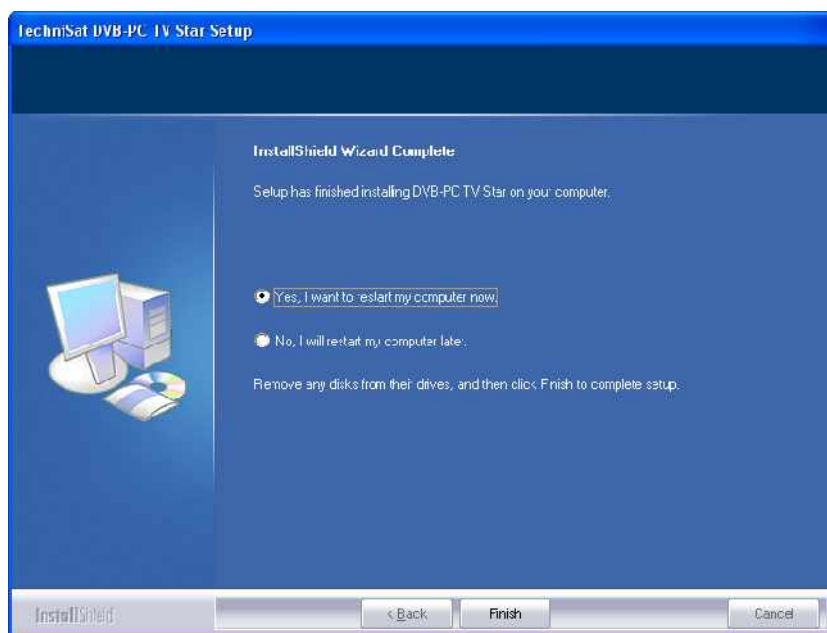 TechniSat DVB-PC TV Star Setup
InstallShield Wizard Complete
Setup has finished installing DVB-PC TV Star on your computer.
Yes, I want to restart my computer now.
No, I will restart my computer later.
Remove any disks from their drives, and then click Finish to complete setup.
InstallShield
< Back
Finish
Cancel